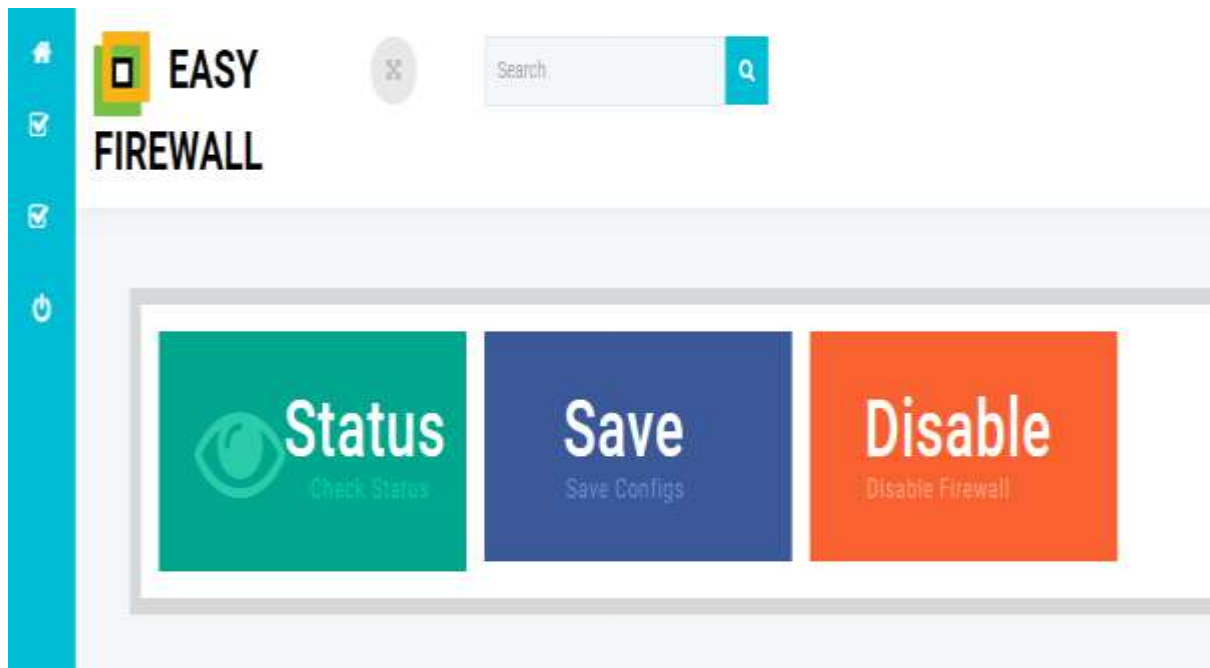 EASY
FIREWALL
Search
Status
Check Status
Save
Save Configs
Disable
Disable Firewall